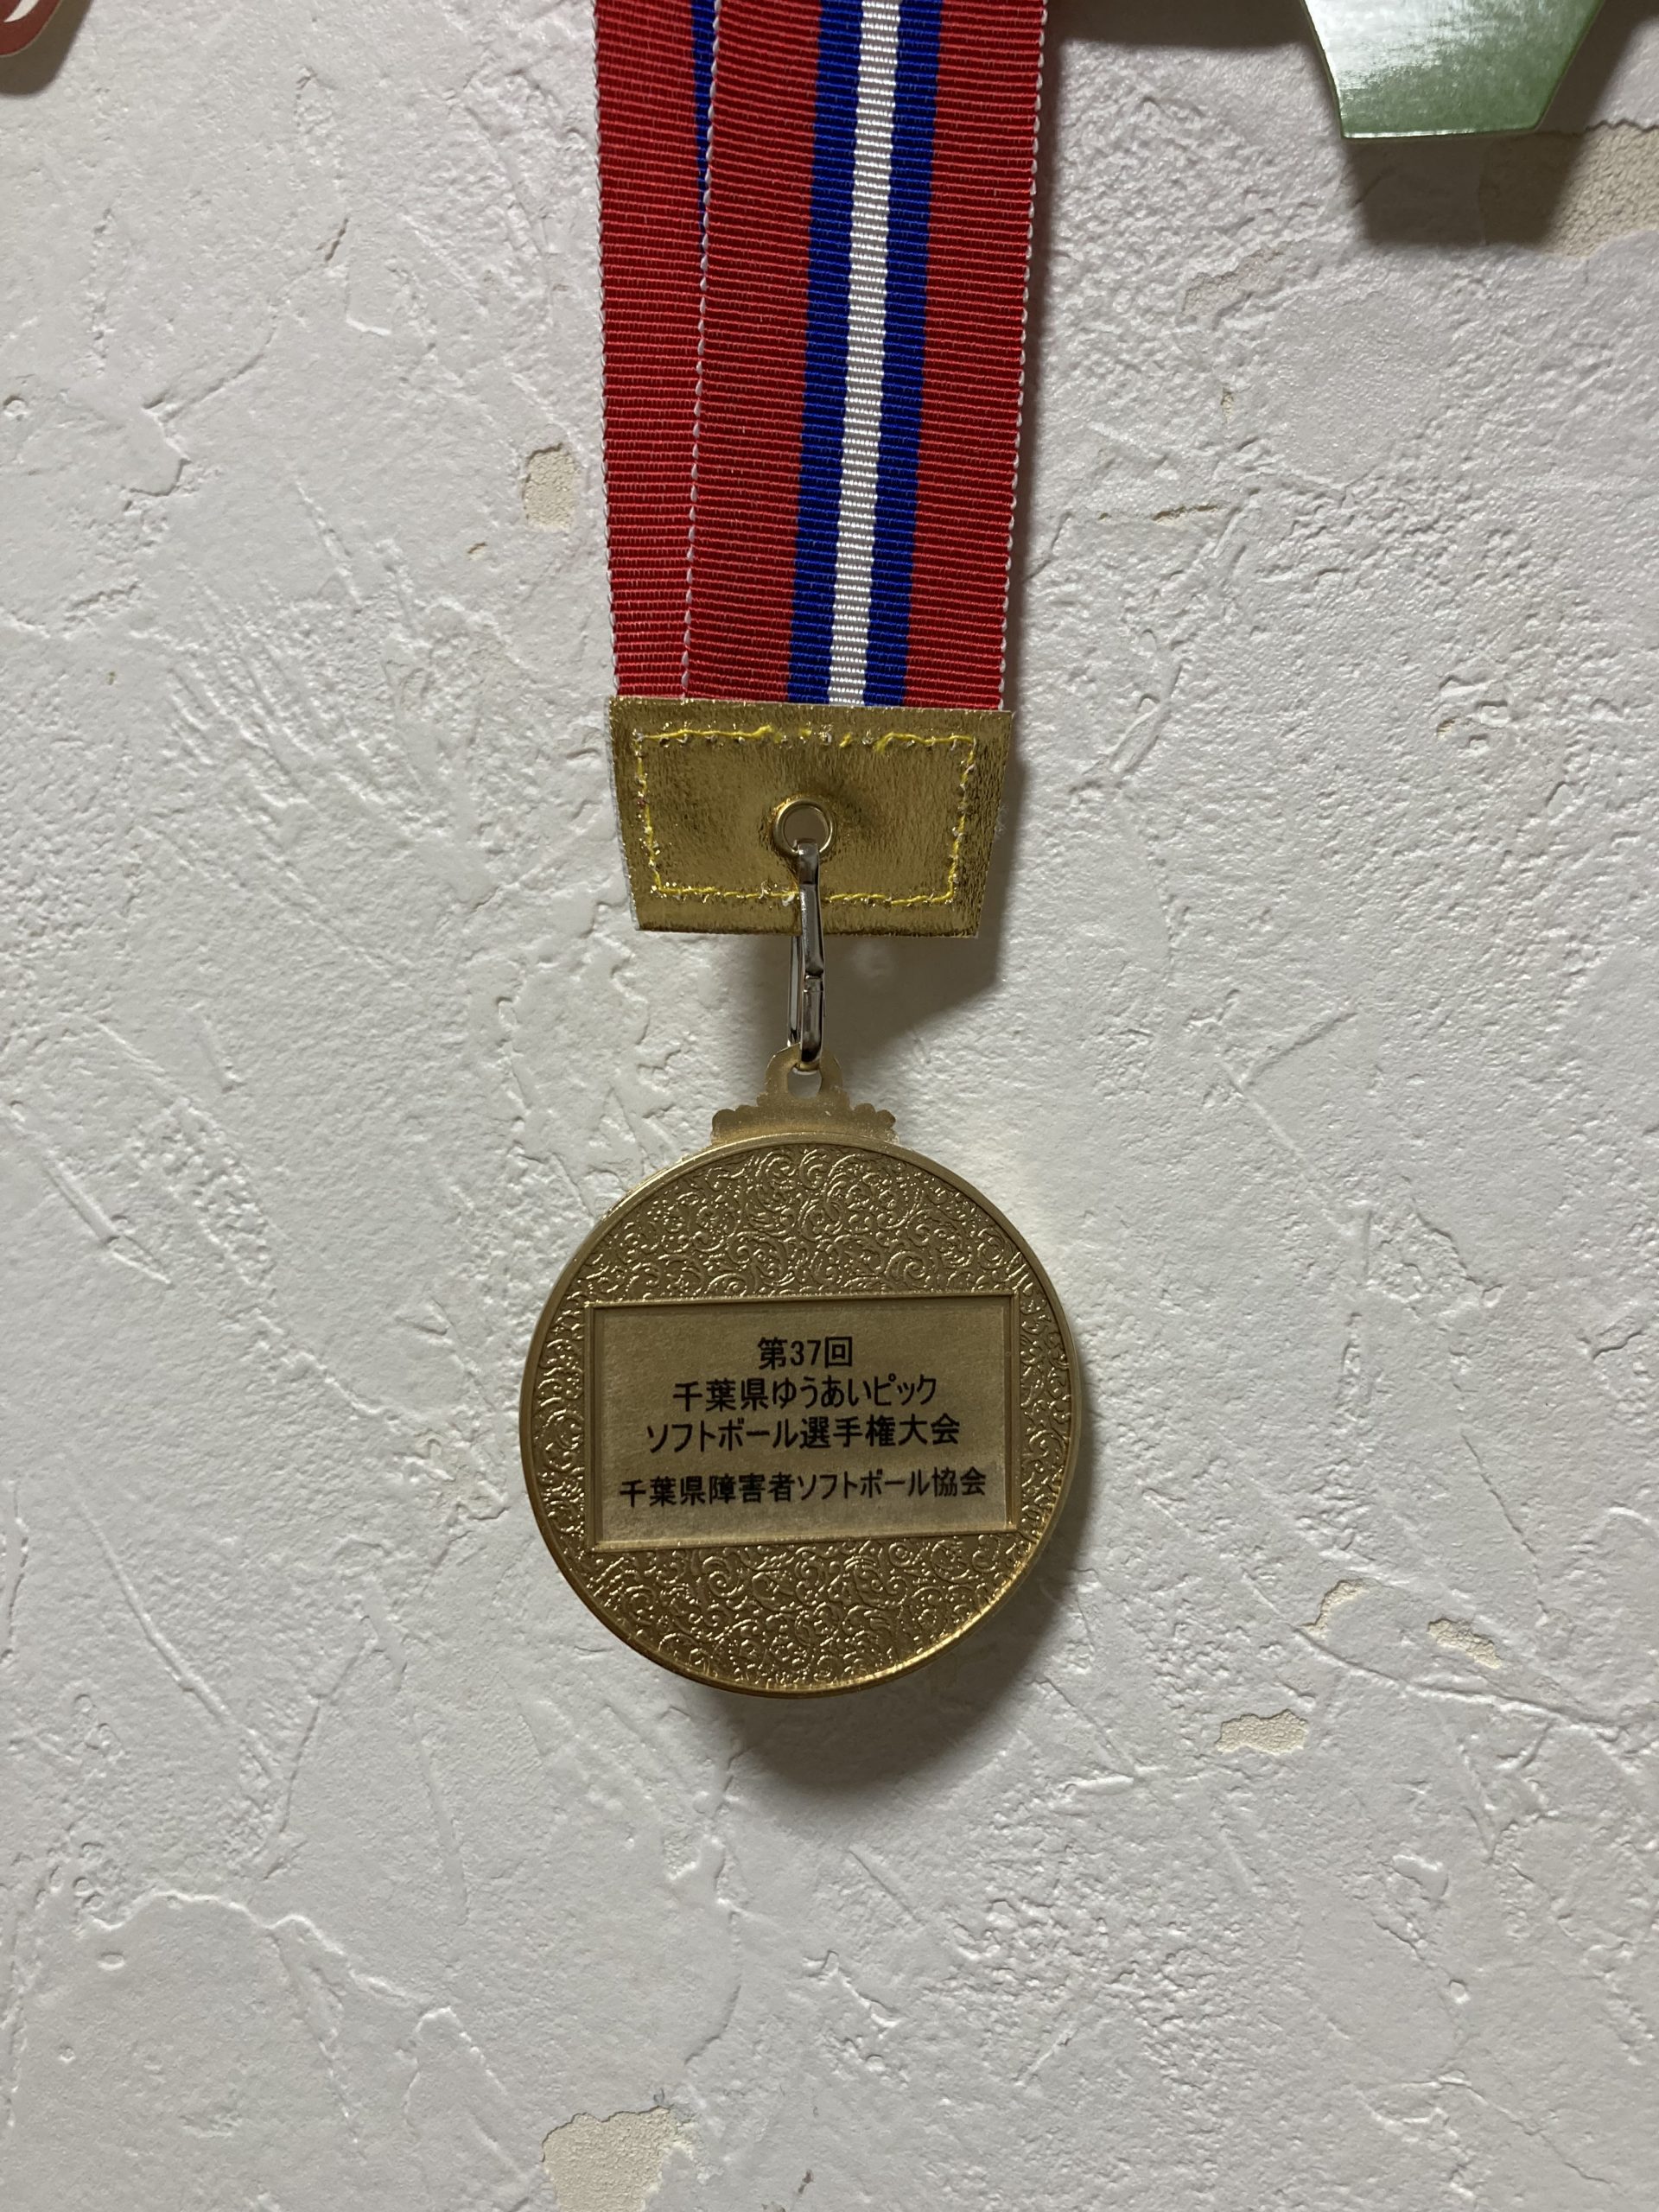 第37回
千葉県ゆうあいピック
ソフトボール選手権大会
千葉県障害者ソフトボール協会